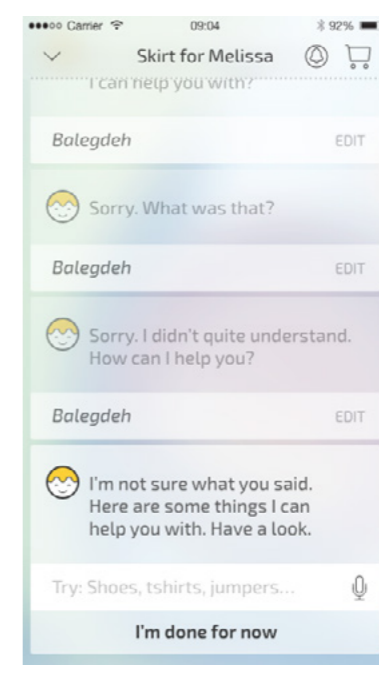 Carrier 09:04 92%
Skirt for Melissa
I can help you with?
Balegdeh EDIT
Sorry. What was that?
Balegdeh EDIT
Sorry. I didn't quite understand.
How can I help you?
Balegdeh EDIT
I'm not sure what you said.
Here are some things I can
help you with. Have a look.
Try: Shoes, tshirts, jumpers...
I'm done for now